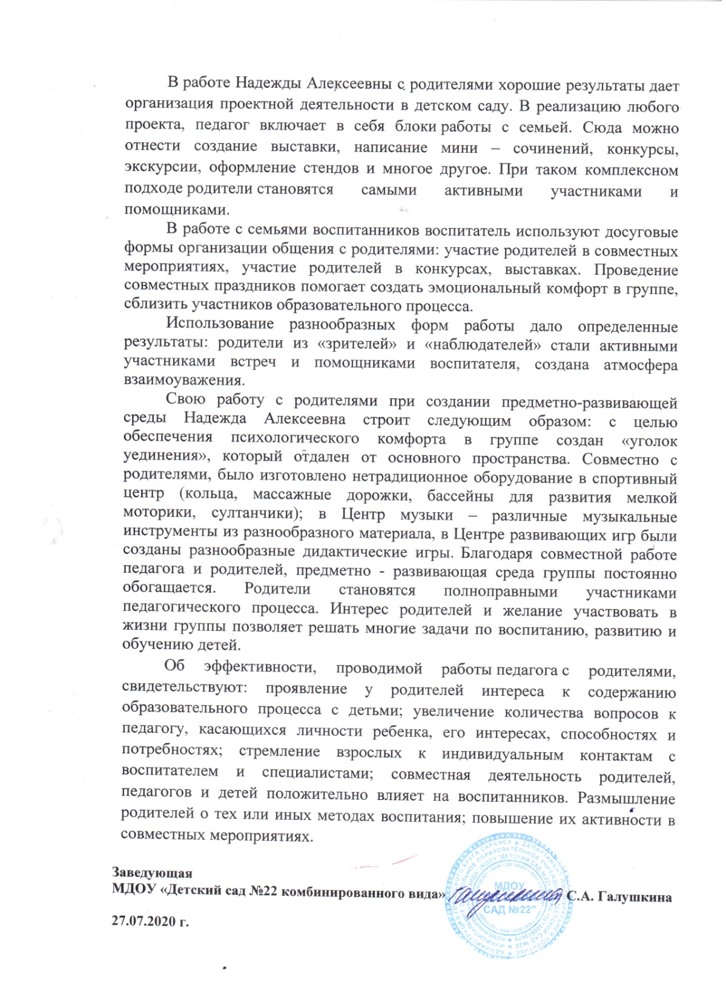 В работе Надежды Алексеевны с родителями хорошие результаты дает
организация проектной деятельности в детском саду. В реализацию любого
проекта, педагог включает в себя блоки работы с семьей. Сюда можно
отнести создание выставки, написание мини – сочинений, конкурсы,
экскурсии, оформление стендов и многое другое. При таком комплексном
подходе родители становятся самыми активными участниками и
помощниками.
В работе с семьями воспитанников воспитатель используют досуговые
формы организации общения с родителями: участие родителей в совместных
мероприятиях, участие родителей в конкурсах, выставках. Проведение
совместных праздников помогает создать эмоциональный комфорт в группе,
сблизить участников образовательного процесса.
Использование разнообразных форм работы дало определенные
результаты: родители из «зрителей» и «наблюдателей» стали активными
участниками встреч и помощниками воспитателя, создана атмосфера
взаимоуважения.
Свою работу с родителями при создании предметно-развивающей
среды Надежда Алексеевна строит следующим образом: с целью
обеспечения психологического комфорта в группе создан «уголок
уединения», который отдален от основного пространства. Совместно с
родителями, было изготовлено нетрадиционное оборудование в спортивный
центр (кольца, массажные дорожки, бассейны для развития мелкой
моторики, султанчики); в Центр музыки – различные музыкальные
инструменты из разнообразного материала, в Центре развивающих игр были
созданы разнообразные дидактические игры. Благодаря совместной работе
педагога и родителей, предметно - развивающая среда группы постоянно
обогащается. Родители становятся полноправными участниками
педагогического процесса. Интерес родителей и желание участвовать в
жизни группы позволяет решать многие задачи по воспитанию, развитию и
обучению детей.
Об эффективности, проводимой работы педагога с родителями,
свидетельствуют: проявление у родителей интереса к содержанию
образовательного процесса с детьми; увеличение количества вопросов к
педагогу, касающихся личности ребенка, его интересах, способностях и
потребностях; стремление взрослых к индивидуальным контактам с
воспитателем и специалистами; совместная деятельность родителей,
педагогов и детей положительно влияет на воспитанников. Размышление
родителей о тех или иных методах воспитания; повышение их активности в
совместных мероприятиях.
Заведующая
МДОУ «Детский сад №22 комбинированного вида» С.А. Галушкина
МДОУ
САД №22"
27.07.2020 г.